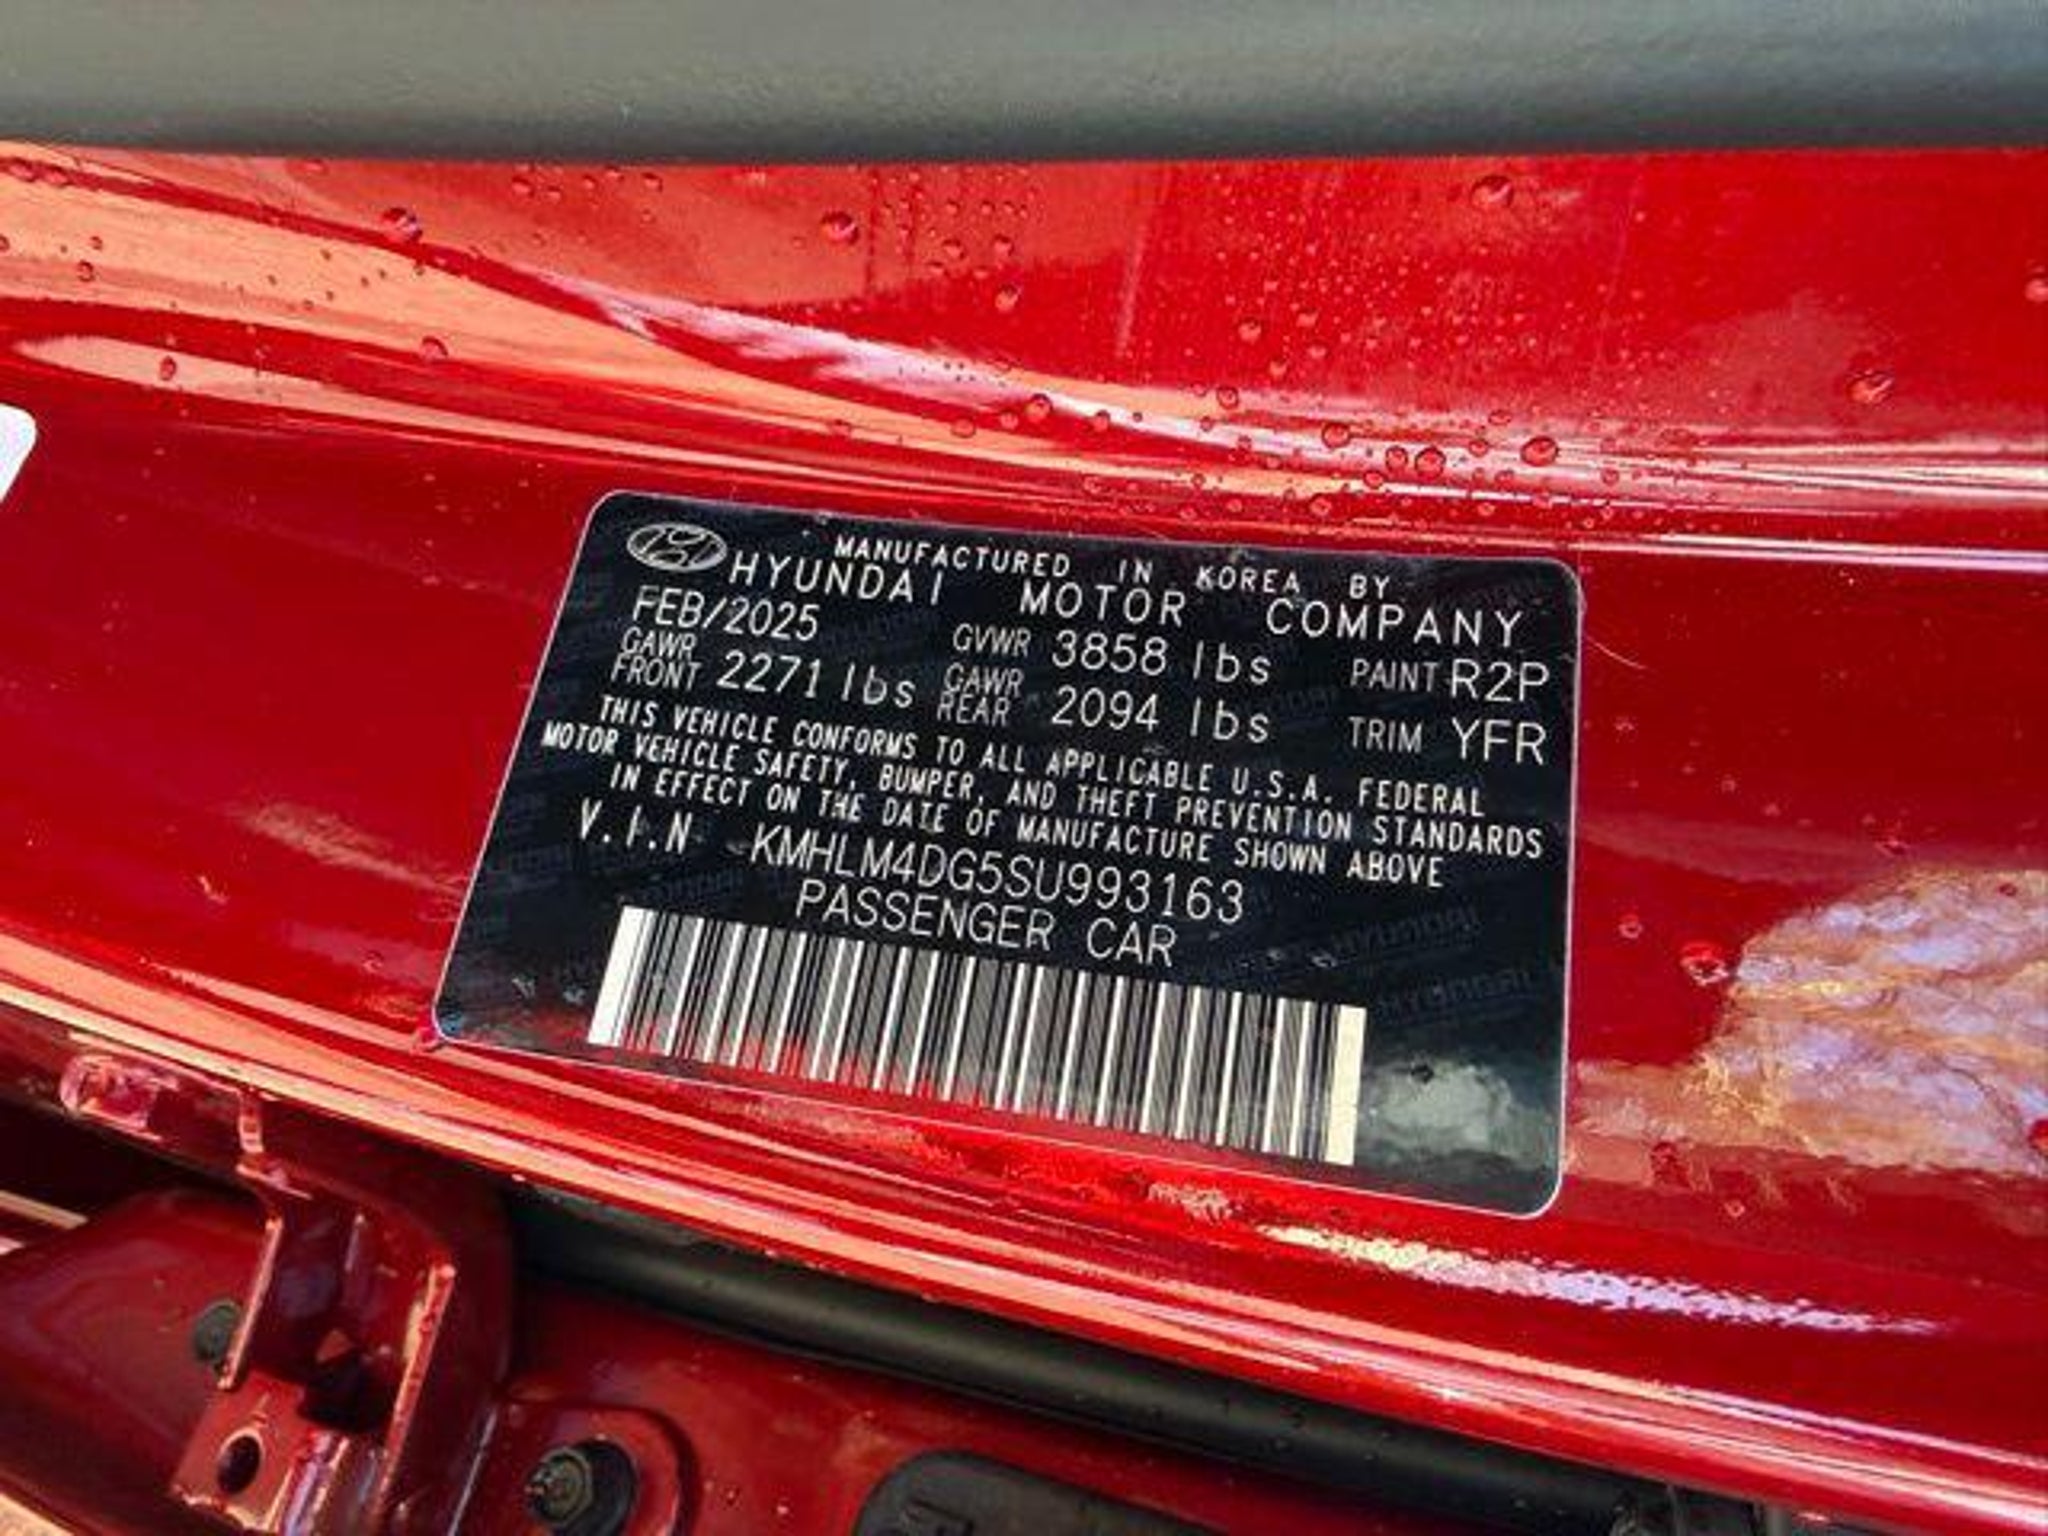 MANUFACTURED IN KOREA BY
HYUNDAI MOTOR COMPANY
FEB/2025 GVWR 3858 lbs PAINT R2P
GAWR FRONT 2271 lbs GAWR REAR 2094 lbs TRIM YFR
THIS VEHICLE CONFORMS TO ALL APPLICABLE U.S.A. FEDERAL
MOTOR VEHICLE SAFETY, BUMPER, AND THEFT PREVENTION STANDARDS
IN EFFECT ON THE DATE OF MANUFACTURE SHOWN ABOVE
V.I.N KMHLM4DG5SU993163
PASSENGER CAR